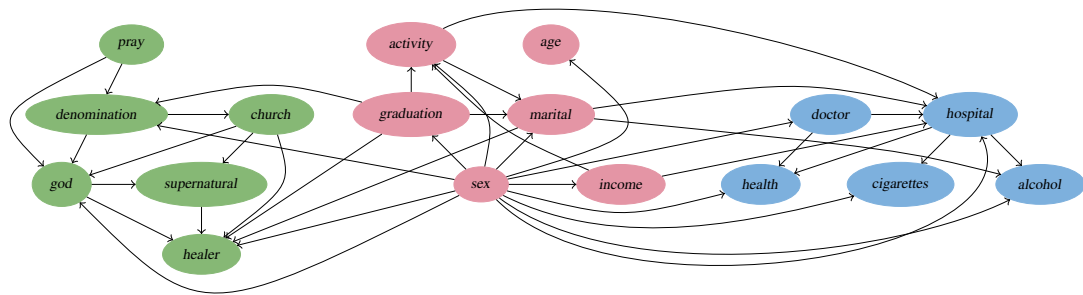 pray
activity
age
denomination
church
graduation
marital
doctor
hospital
god
supernatural
sex
income
health
cigarettes
alcohol
healer